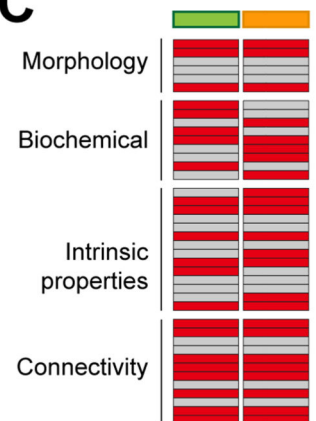 C
Morphology
Biochemical
Intrinsic
properties
Connectivity